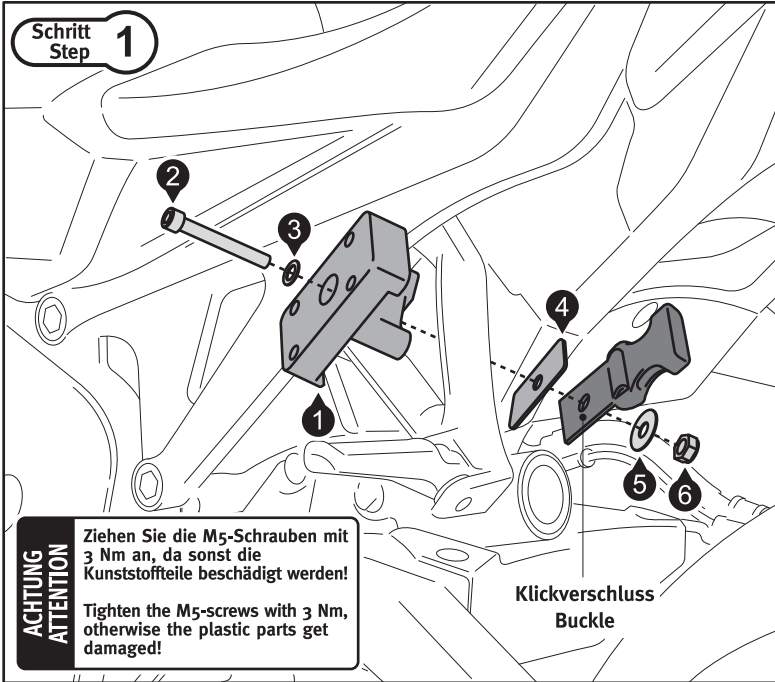 Schritt
Step
1
2
3
4
1
5
6
Klickverschluss
Buckle
ACHTUNG
ATTENTION
Ziehen Sie die M5-Schrauben mit
3 Nm an, da sonst die
Kunststoffteile beschädigt werden!
Tighten the M5-screws with 3 Nm,
otherwise the plastic parts get
damaged!